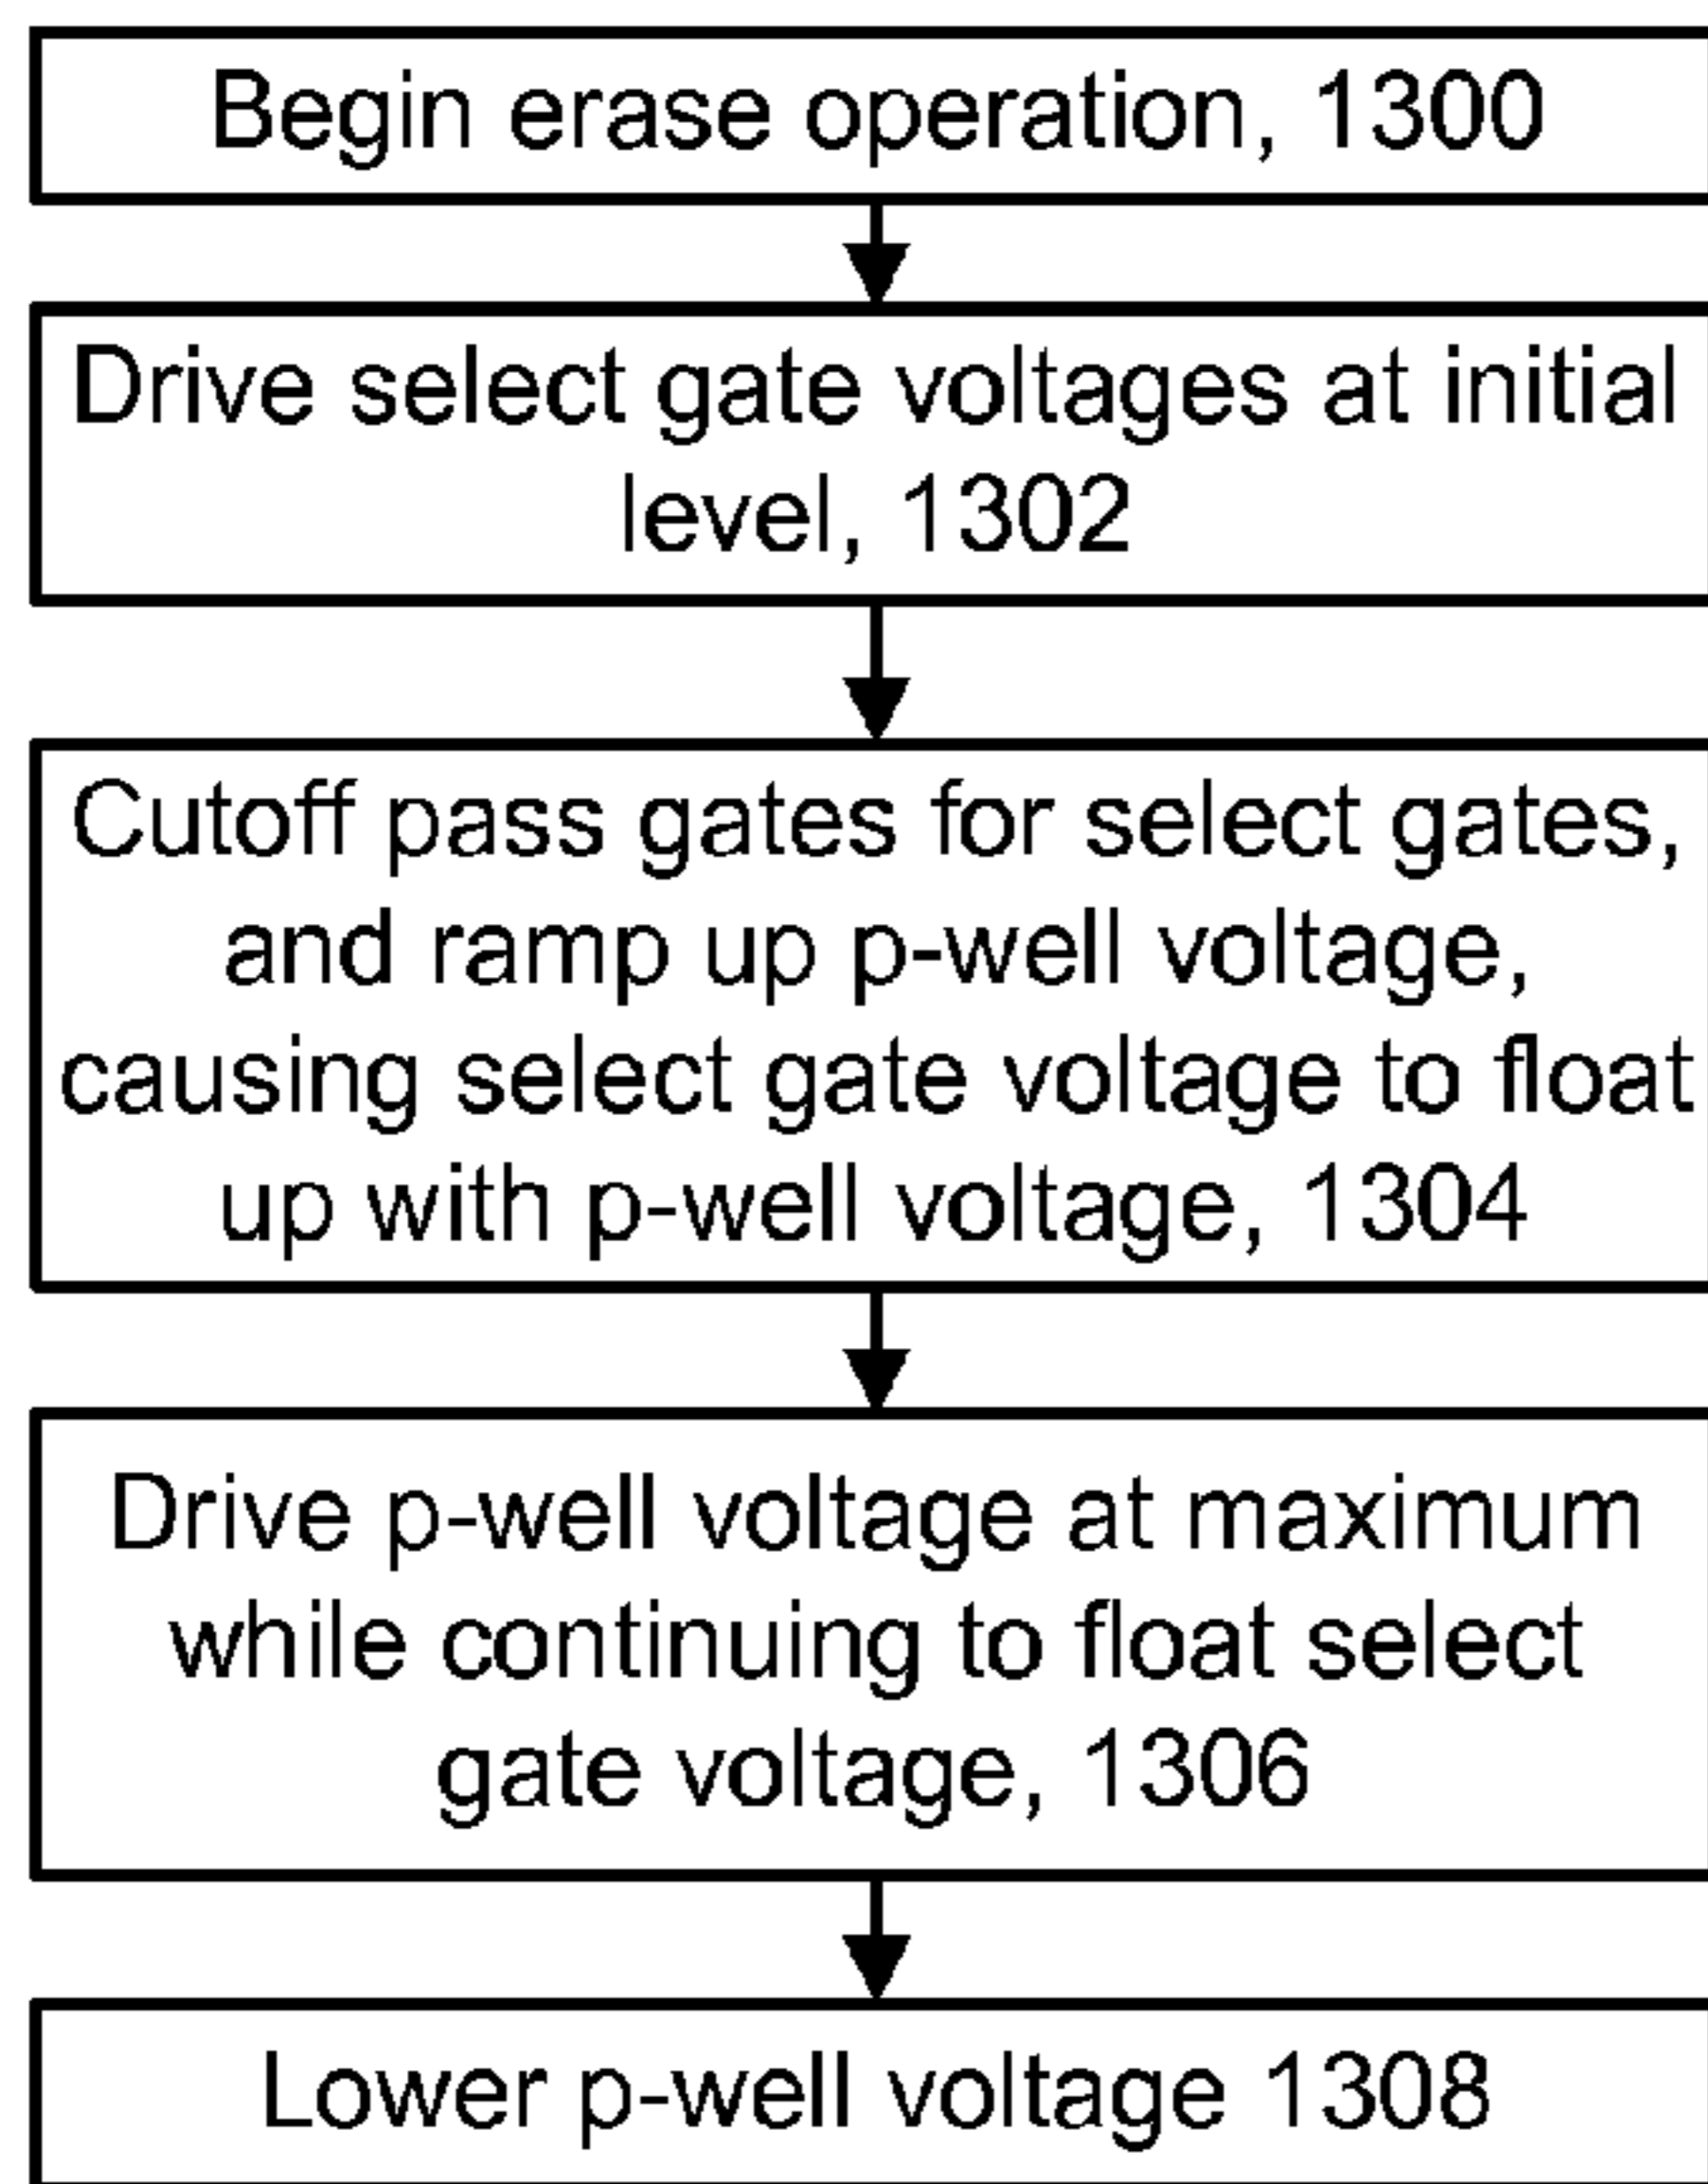 Begin erase operation, 1300
Drive select gate voltages at initial
level, 1302
Cutoff pass gates for select gates,
and ramp up p-well voltage,
causing select gate voltage to float
up with p-well voltage, 1304
Drive p-well voltage at maximum
while continuing to float select
gate voltage, 1306
Lower p-well voltage 1308